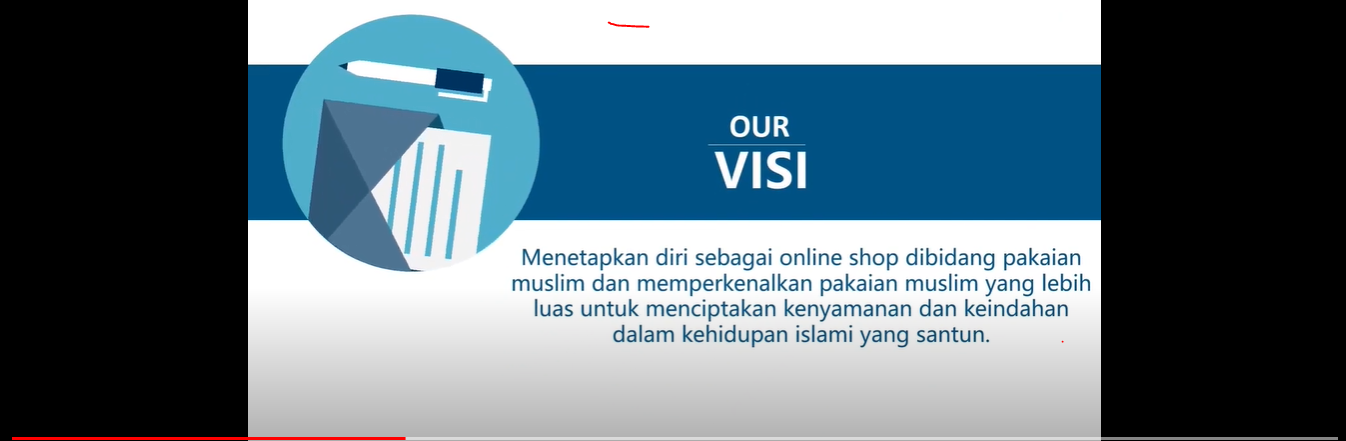 OUR
VISI
Menetapkan diri sebagai online shop dibidang pakaian
muslim dan memperkenalkan pakaian muslim yang lebih
luas untuk menciptakan kenyamanan dan keindahan
dalam kehidupan islami yang santun.